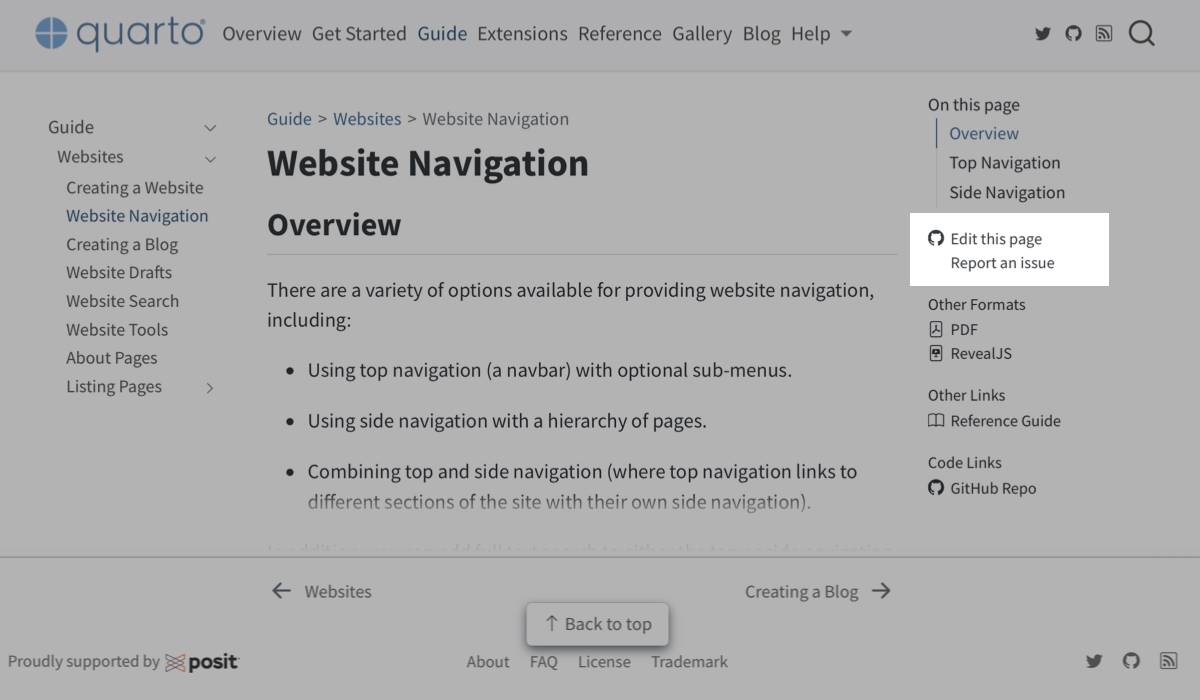 quarto
Overview Get Started Guide Extensions Reference Gallery Blog Help
Guide
Websites
Creating a Website
Website Navigation
Creating a Blog
Website Drafts
Website Search
Website Tools
About Pages
Listing Pages
Guide > Websites > Website Navigation
Website Navigation
Overview
There are a variety of options available for providing website navigation,
including:
• Using top navigation (a navbar) with optional sub-menus.
• Using side navigation with a hierarchy of pages.
• Combining top and side navigation (where top navigation links to
different sections of the site with their own side navigation).
On this page
Overview
Top Navigation
Side Navigation
Edit this page
Report an issue
Other Formats
PDF
RevealJS
Other Links
Reference Guide
Code Links
GitHub Repo
← Websites
Creating a Blog →
↑ Back to top
Proudly supported by posit
About FAQ License Trademark